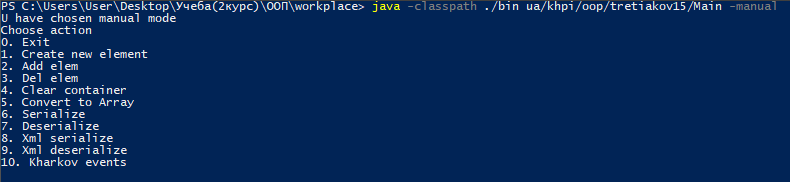 PS C:\Users\User\Desktop\Учеба(2курс)\ООП\workplace> java -classpath ./bin ua/khpi/oop/tretiakov15/Main -manual
U have chosen manual mode
Choose action
0. Exit
1. Create new element
2. Add elem
3. Del elem
4. Clear container
5. Convert to Array
6. Serialize
7. Deserialize
8. Xml serialize
9. Xml deserialize
10. Kharkov events